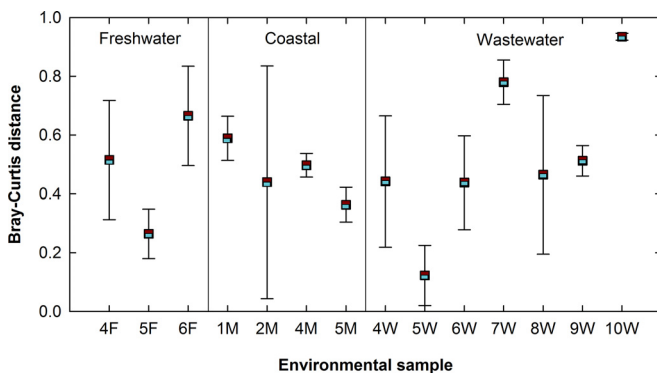 1.0
Freshwater Coastal Wastewater
0.8
0.6
0.4
0.2
0.0
Bray-Curtis distance
4F 5F 6F 1M 2M 4M 5M 4W 5W 6W 7W 8W 9W 10W
Environmental sample